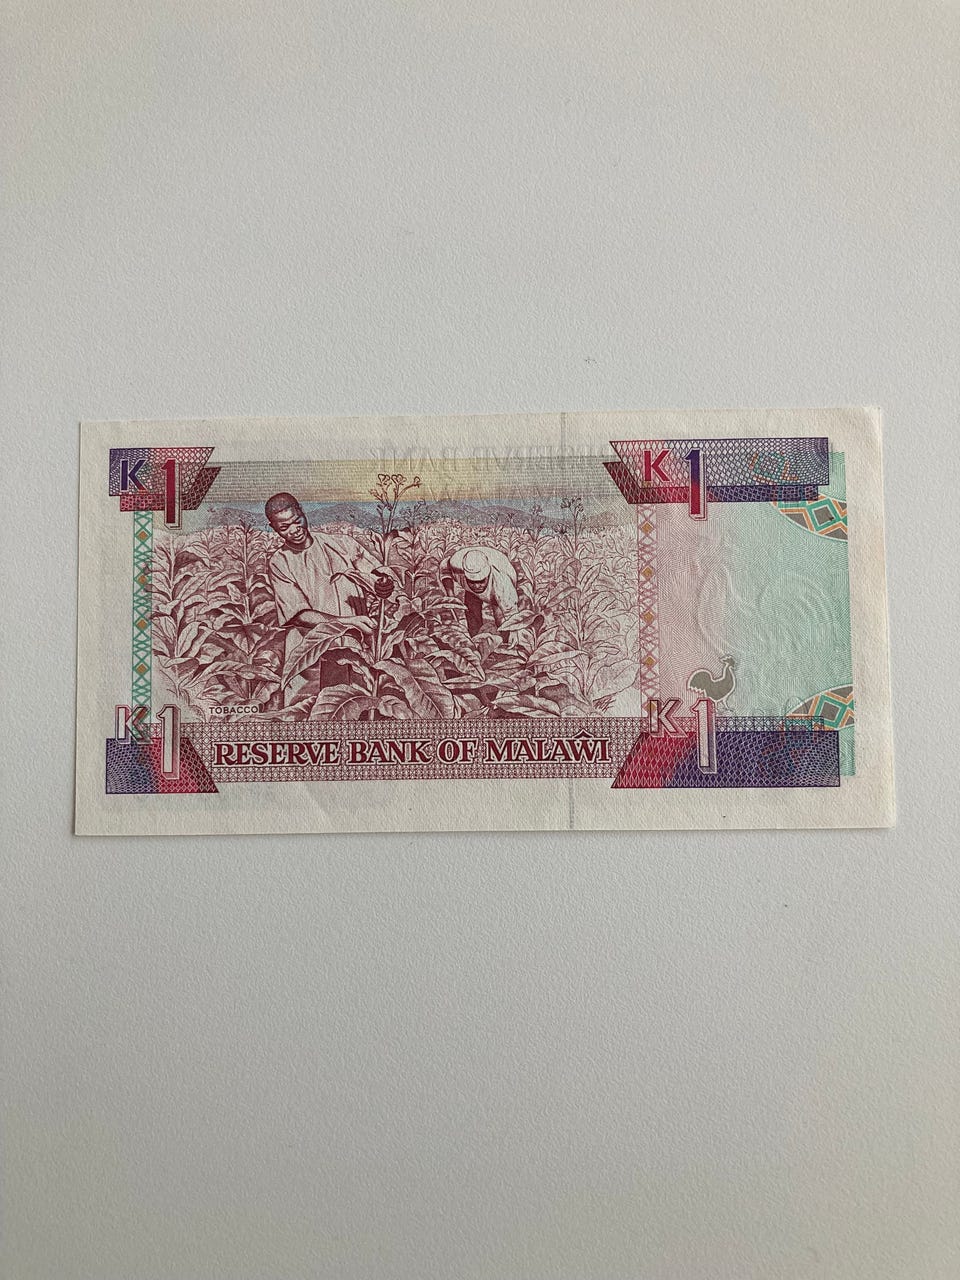 K1
K1
TOBACCO
K1
K1
RESERVE BANK OF MALAŴI